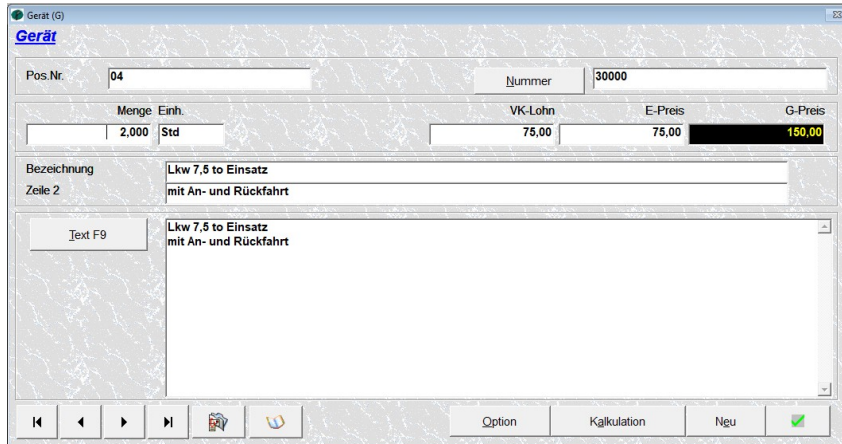 Gerät (G)
Gerät
Pos.Nr. 04 Nummer 30000
Menge Einh. VK-Lohn E-Preis G-Preis
2,000 Std 75,00 75,00 150,00
Bezeichnung Lkw 7,5 to Einsatz
Zeile 2 mit An- und Rückfahrt
Text F9 Lkw 7,5 to Einsatz
mit An- und Rückfahrt
Option Kalkulation Neu